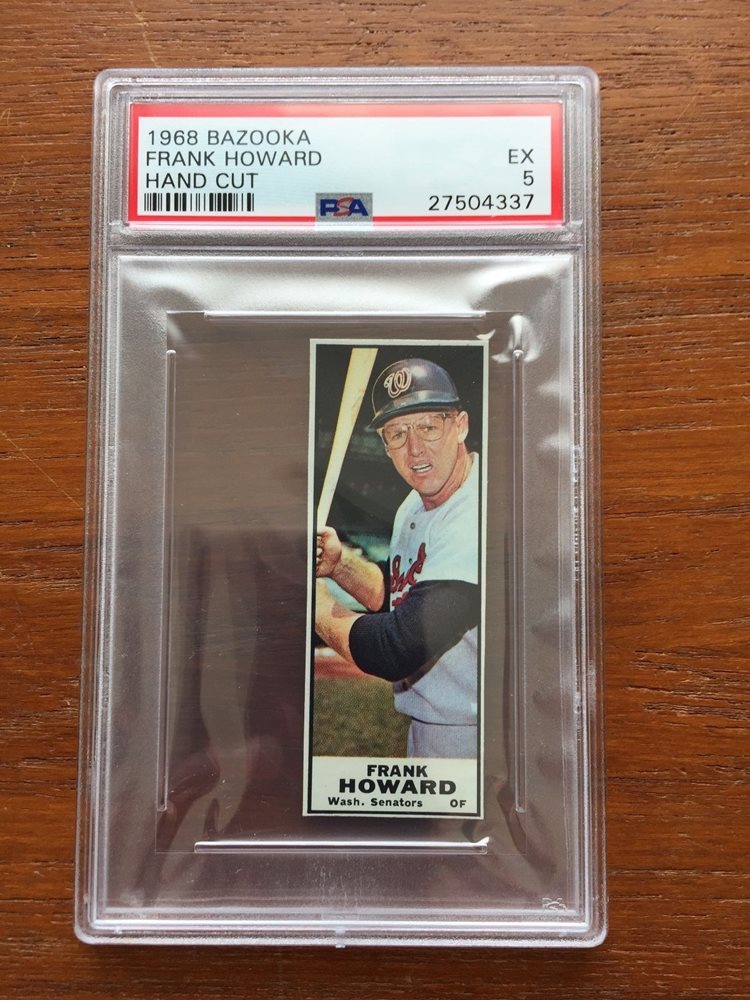 1968 BAZOOKA
FRANK HOWARD EX
HAND CUT 5
PSA 27504337
W
FRANK
HOWARD
Wash. Senators OF